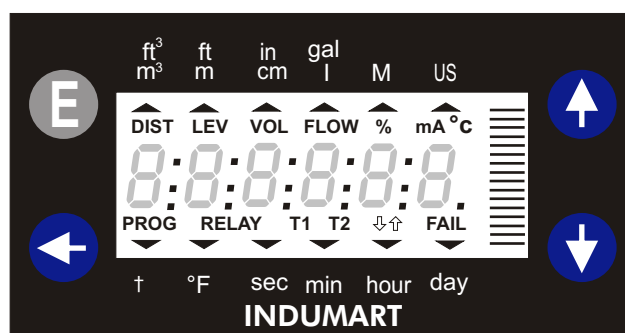 ft³ ft in gal
m³ m cm l M US
E
DIST LEV VOL FLOW % mA °C
8:8:8:8:8:8.
PROG RELAY T1 T2 ⇩⇧ FAIL
† °F sec min hour day
INDUMART